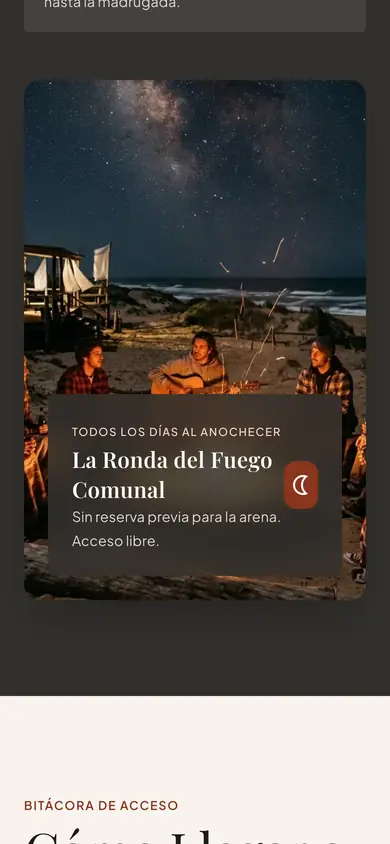 hasta la madrugada.
TODOS LOS DÍAS AL ANOCHECER
La Ronda del Fuego
Comunal
Sin reserva previa para la arena.
Acceso libre.
BITÁCORA DE ACCESO